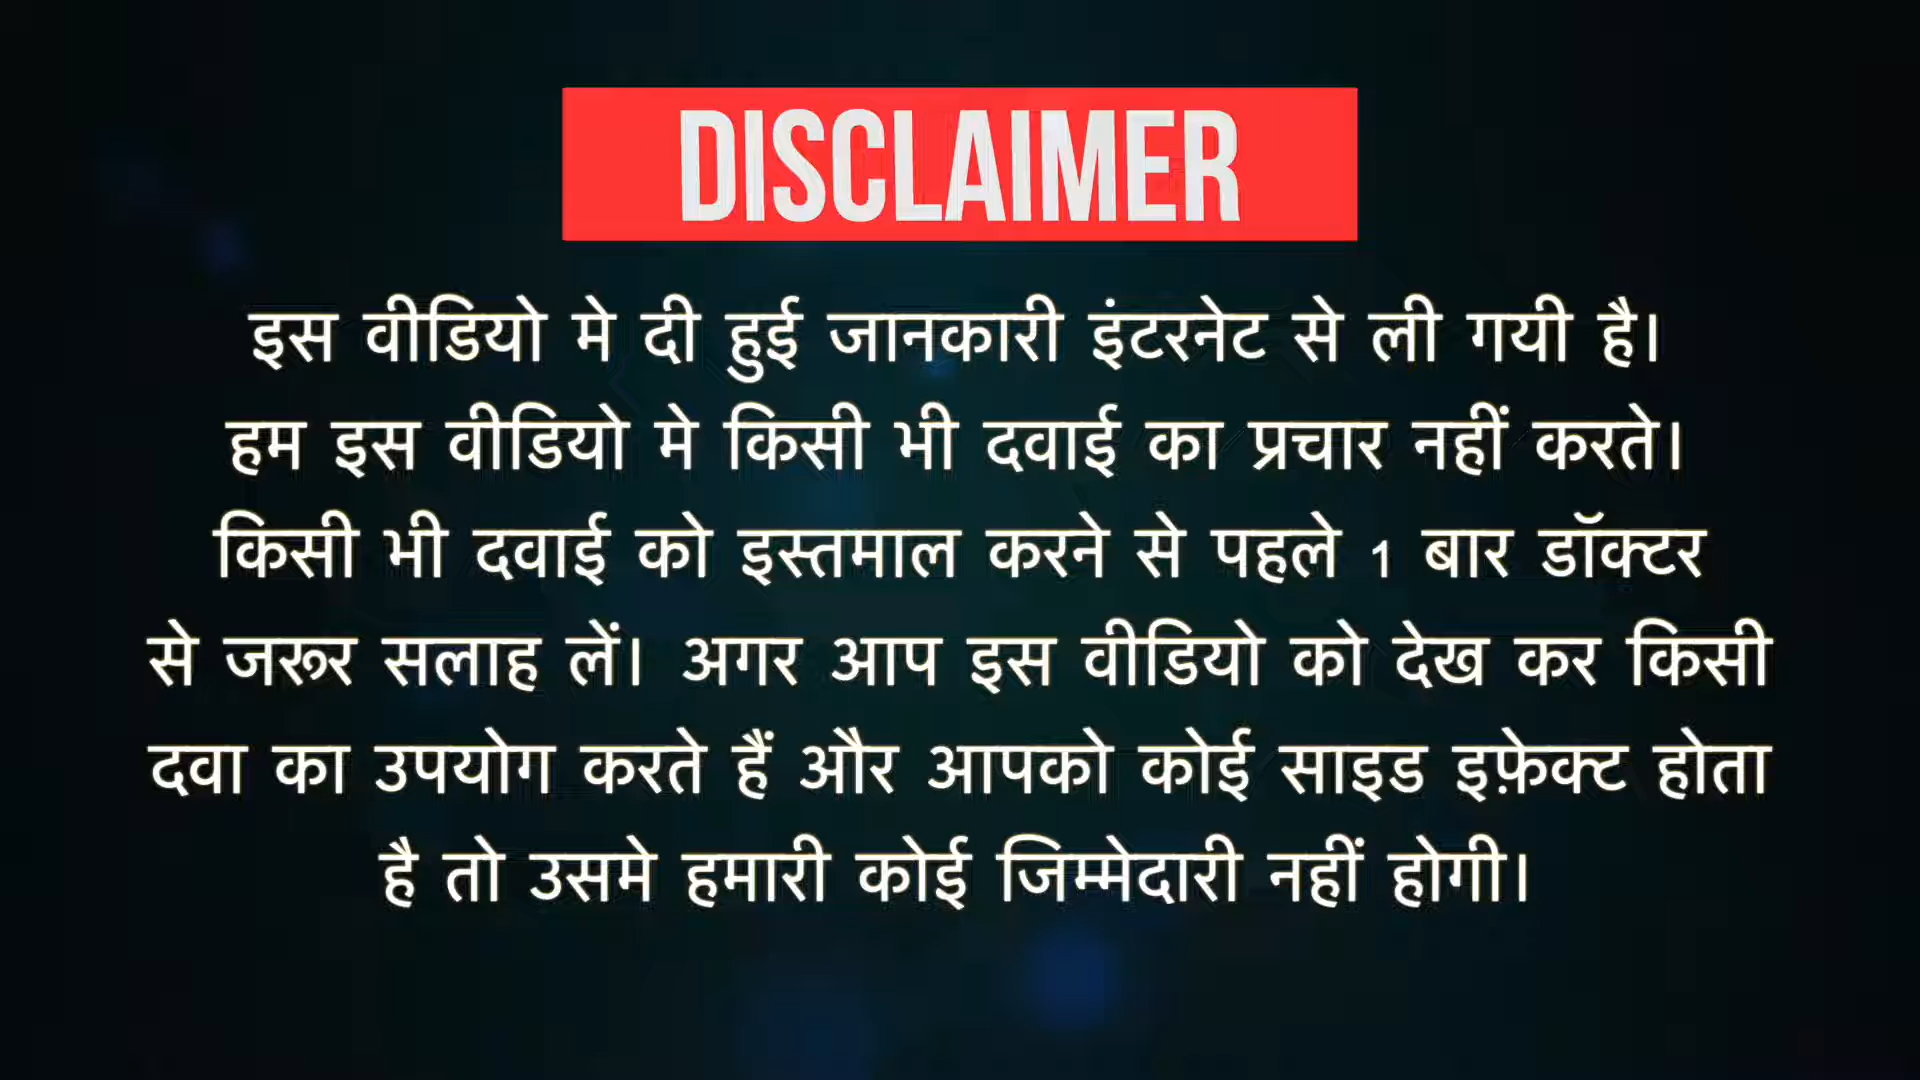 DISCLAIMER
इस वीडियो मे दी हुई जानकारी इंटरनेट से ली गयी है।
हम इस वीडियो मे किसी भी दवाई का प्रचार नहीं करते।
किसी भी दवाई को इस्तमाल करने से पहले 1 बार डॉक्टर
से जरूर सलाह लें। अगर आप इस वीडियो को देख कर किसी
दवा का उपयोग करते हैं और आपको कोई साइड इफ़ेक्ट होता
है तो उसमे हमारी कोई जिम्मेदारी नहीं होगी।